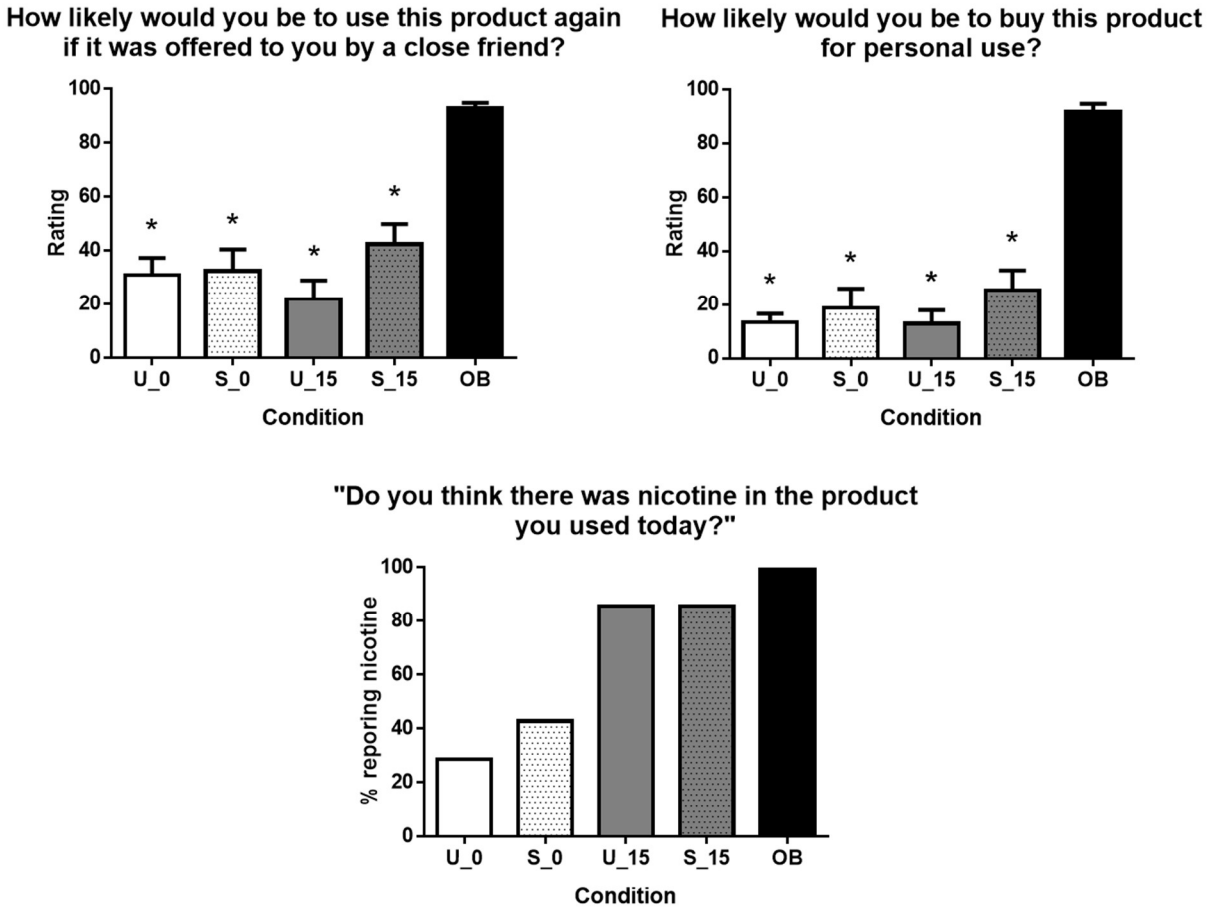 How likely would you be to use this product again
if it was offered to you by a close friend?
100
80
60
40
20
0
Rating
*
*
*
*
U_0 S_0 U_15 S_15 OB
Condition
How likely would you be to buy this product
for personal use?
100
80
60
40
20
0
Rating
*
*
*
*
U_0 S_0 U_15 S_15 OB
Condition
"Do you think there was nicotine in the product
you used today?"
100
80
60
40
20
0
% reporing nicotine
U_0 S_0 U_15 S_15 OB
Condition